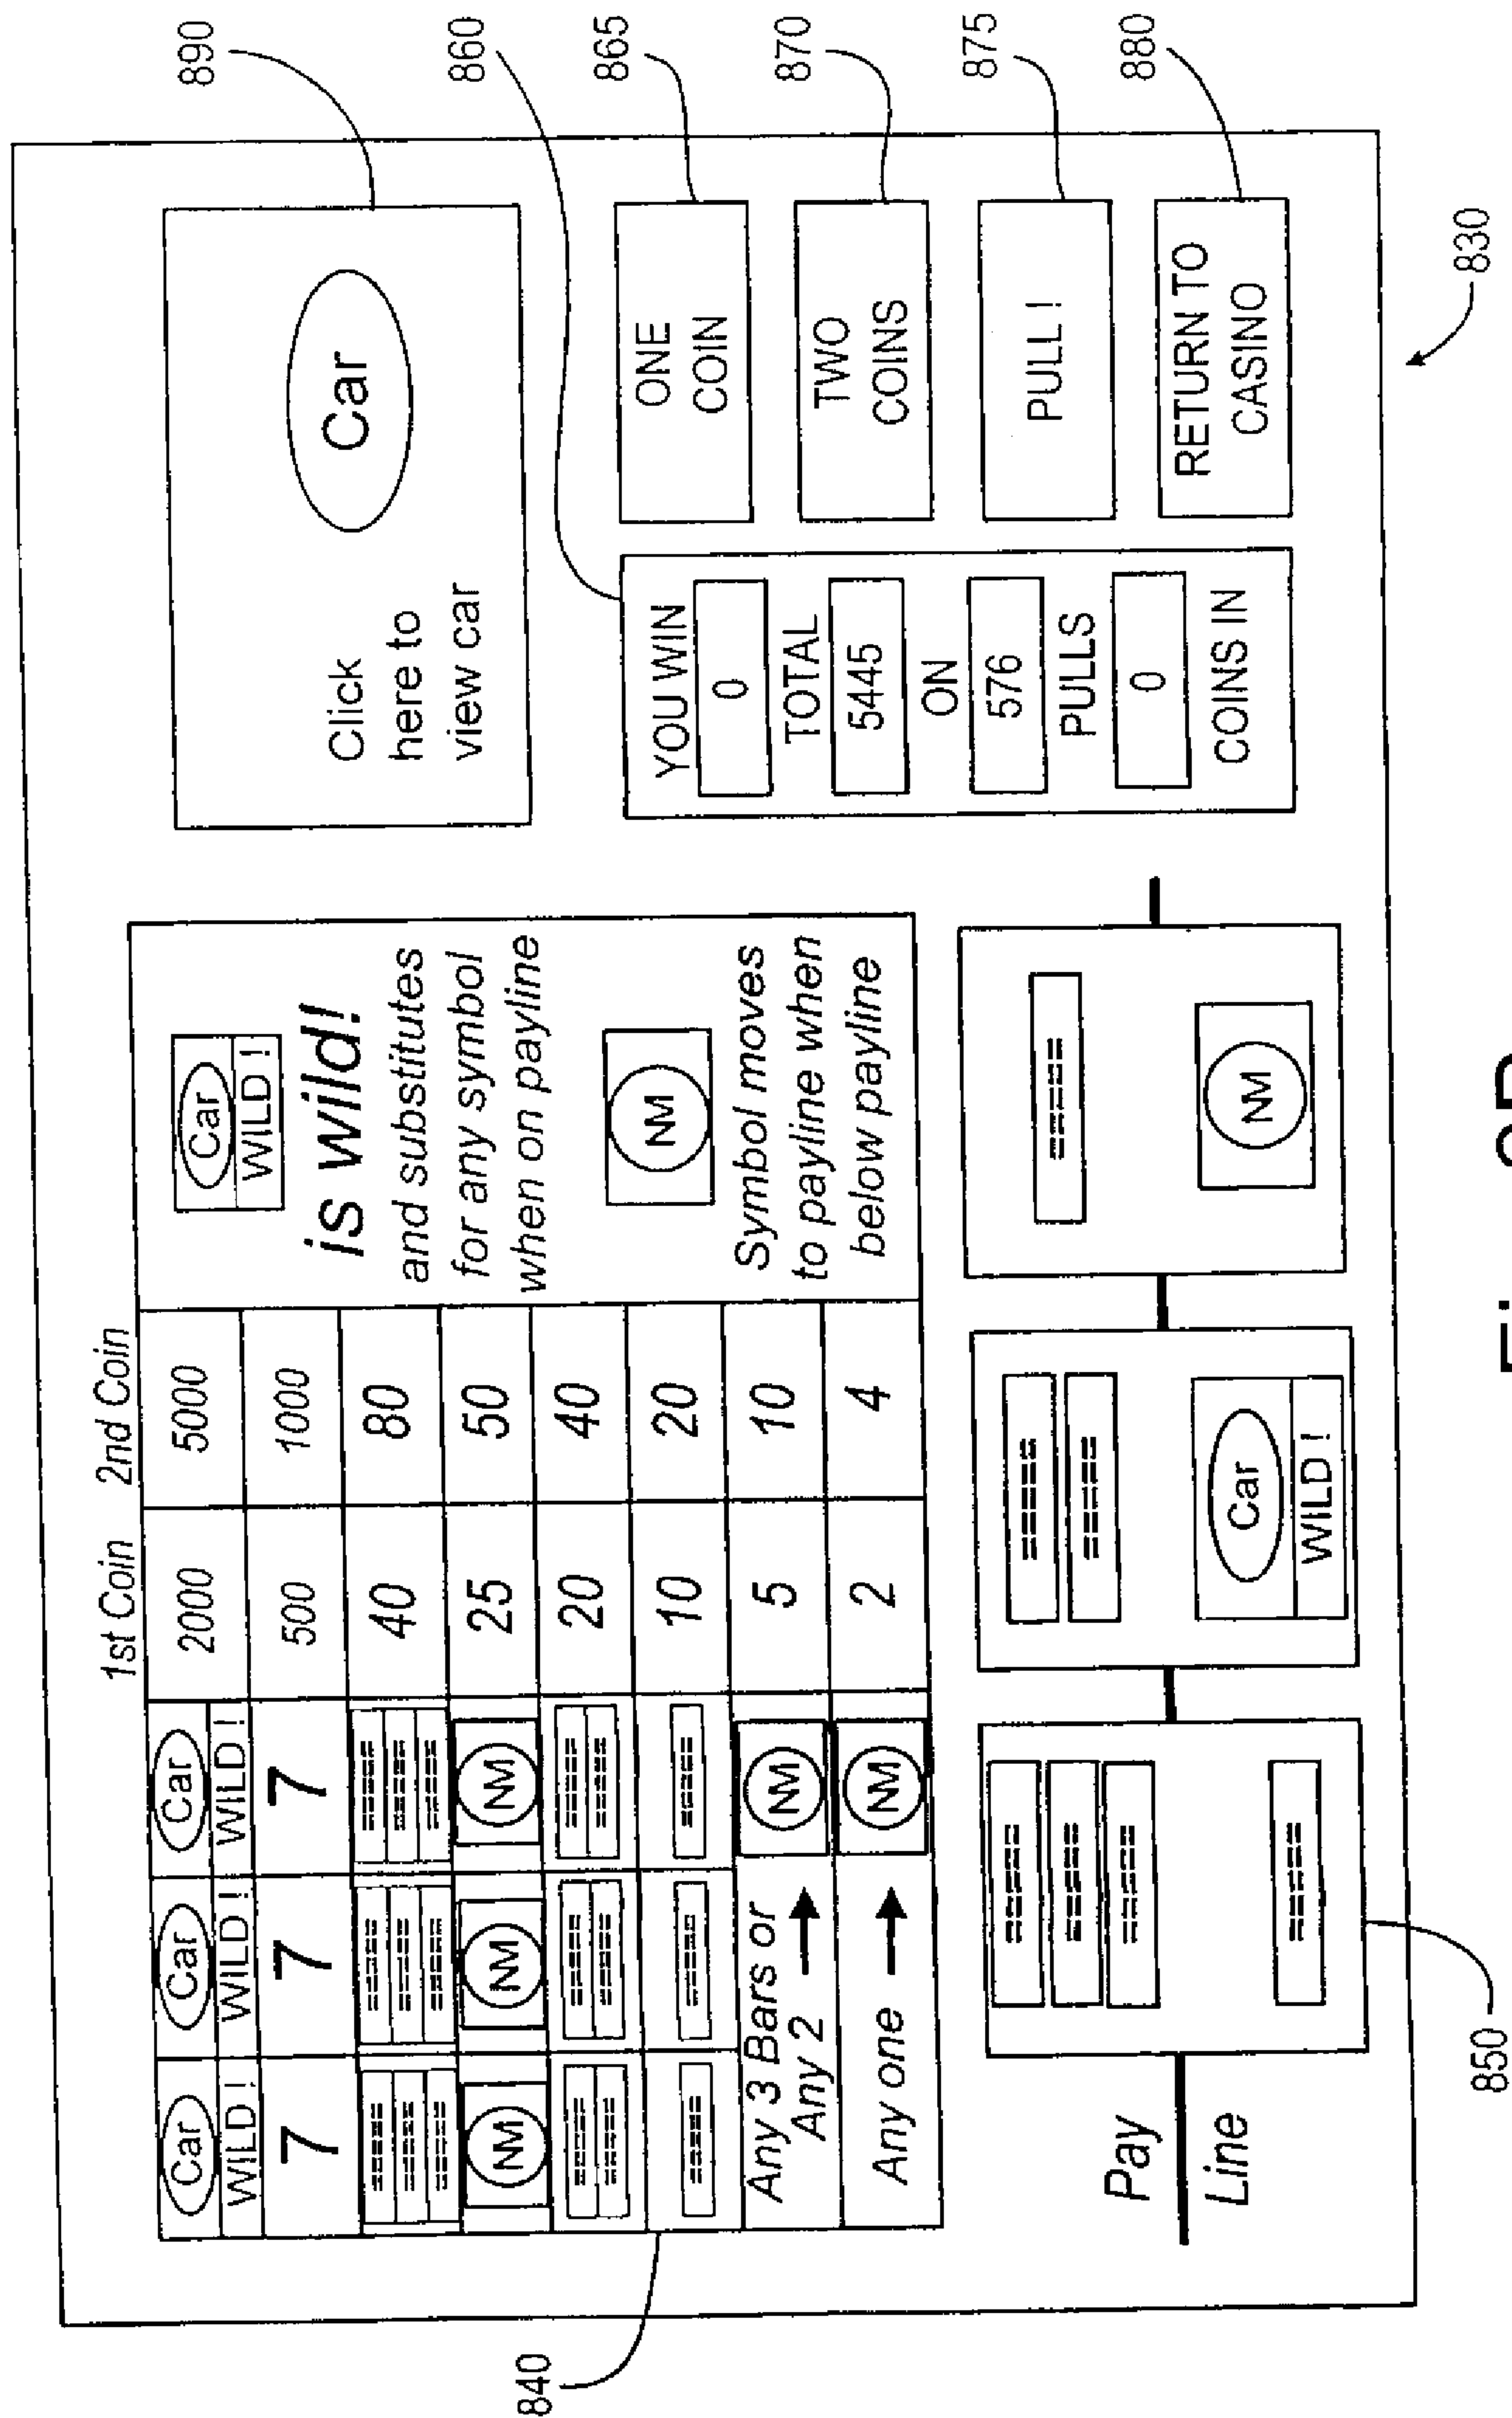 890
860
865
870
875
880
830
840
850
1st Coin 2nd Coin
Car Car Car 2000 5000
WILD ! WILD ! WILD !
7 7 7 500 1000
40 80
NM NM NM 25 50
20 40
10 20
Any 3 Bars or
Any 2 NM 5 10
Any one NM 2 4
Car
WILD !
is wild!
and substitutes
for any symbol
when on payline
NM
Symbol moves
to payline when
below payline
Click
here to
view car
Car
YOU WIN
0
TOTAL
5445
ON
576
PULLS
0
COINS IN
ONE
COIN
TWO
COINS
PULL !
RETURN TO
CASINO
Pay
Line
Car
WILD !
NM